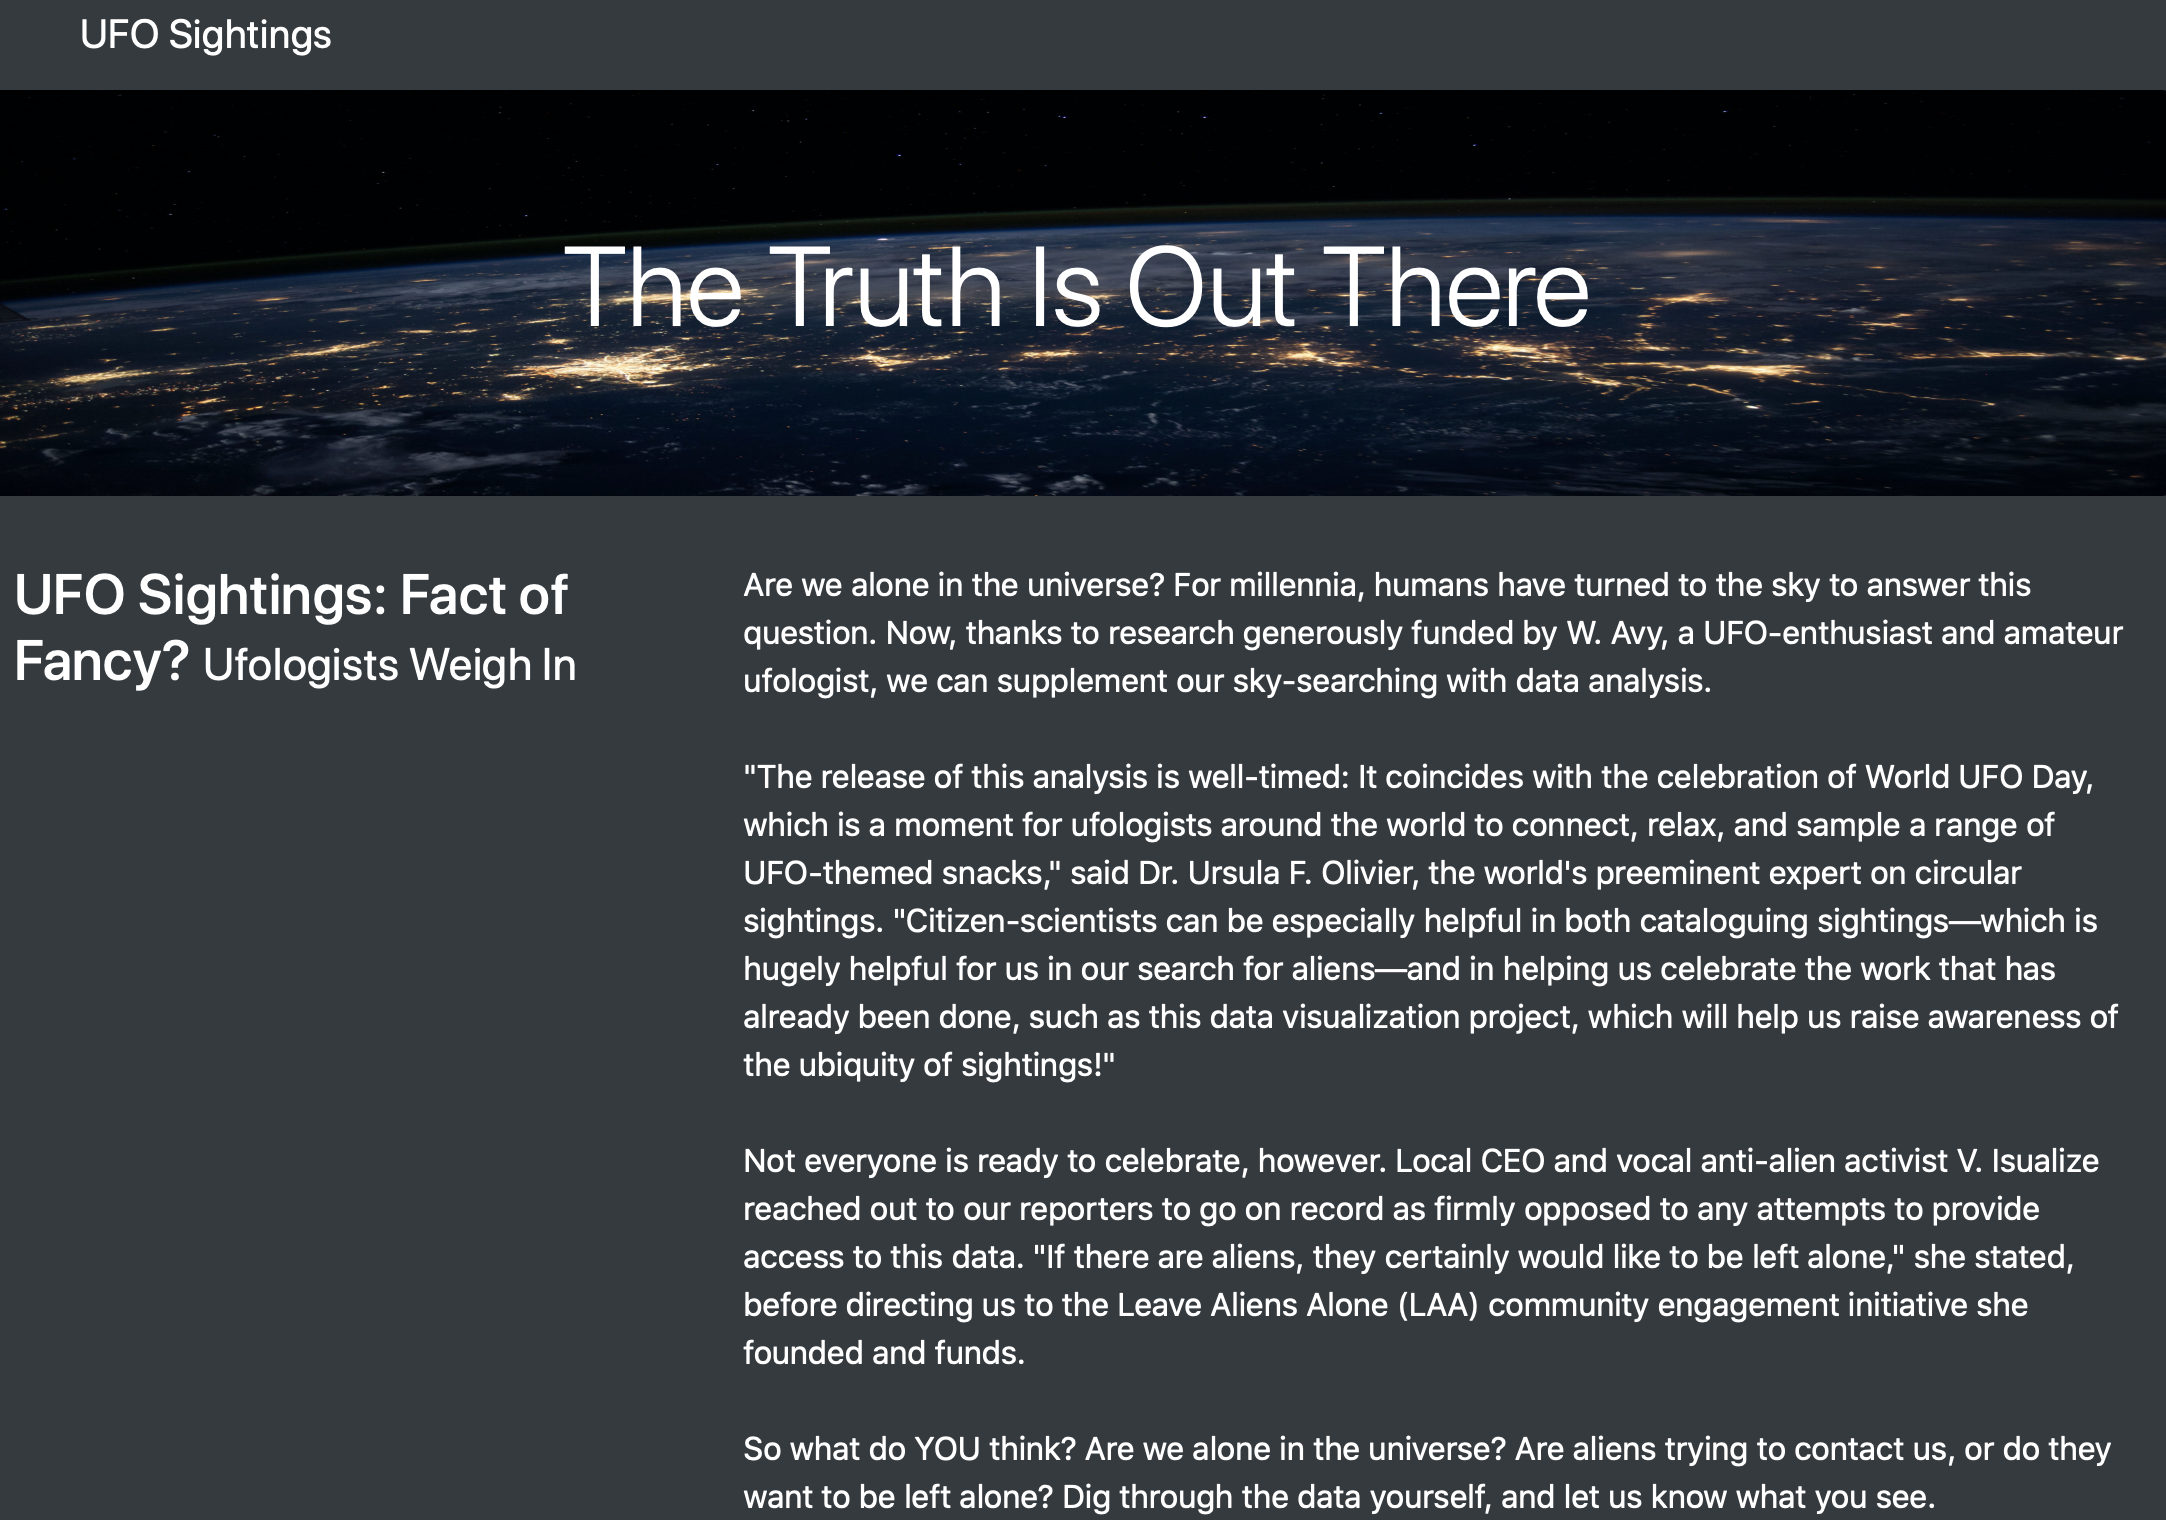 UFO Sightings
The Truth Is Out There
UFO Sightings: Fact of
Fancy? Ufologists Weigh In
Are we alone in the universe? For millennia, humans have turned to the sky to answer this
question. Now, thanks to research generously funded by W. Avy, a UFO-enthusiast and amateur
ufologist, we can supplement our sky-searching with data analysis.
"The release of this analysis is well-timed: It coincides with the celebration of World UFO Day,
which is a moment for ufologists around the world to connect, relax, and sample a range of
UFO-themed snacks," said Dr. Ursula F. Olivier, the world's preeminent expert on circular
sightings. "Citizen-scientists can be especially helpful in both cataloguing sightings—which is
hugely helpful for us in our search for aliens—and in helping us celebrate the work that has
already been done, such as this data visualization project, which will help us raise awareness of
the ubiquity of sightings!"
Not everyone is ready to celebrate, however. Local CEO and vocal anti-alien activist V. Isualize
reached out to our reporters to go on record as firmly opposed to any attempts to provide
access to this data. "If there are aliens, they certainly would like to be left alone," she stated,
before directing us to the Leave Aliens Alone (LAA) community engagement initiative she
founded and funds.
So what do YOU think? Are we alone in the universe? Are aliens trying to contact us, or do they
want to be left alone? Dig through the data yourself, and let us know what you see.